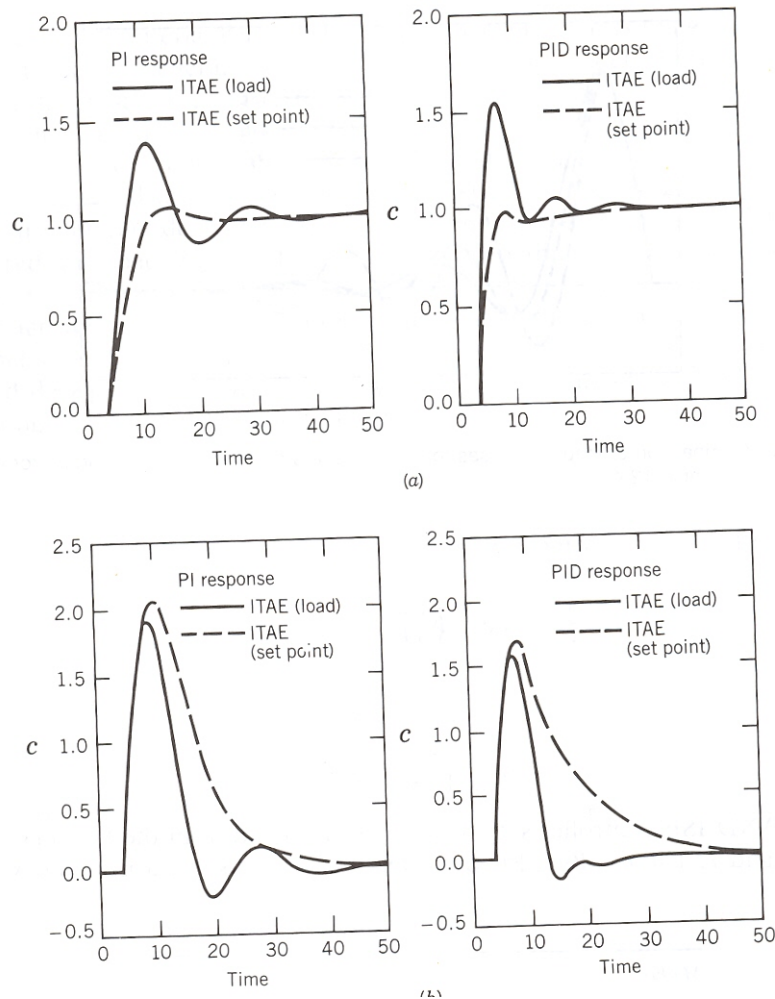 2.0
PI response
ITAE (load)
ITAE (set point)
1.5
c
1.0
0.5
0.0
0 10 20 30 40 50
Time
2.0
PID response
ITAE (load)
ITAE
(set point)
1.5
c
1.0
0.5
0.0
0 10 20 30 40 50
Time
(a)
2.5
PI response
ITAE (load)
ITAE
(set point)
2.0
1.5
c
1.0
0.5
0.0
−0.5
0 10 20 30 40 50
Time
2.5
PID response
ITAE (load)
ITAE
(set point)
2.0
1.5
c
1.0
0.5
0.0
−0.5
0 10 20 30 40 50
Time
(b)